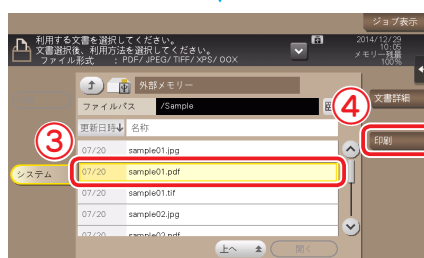 ジョブ表示
利用する文書を選択してください。
文書選択後、利用方法を選択してください。
ファイル形式 : PDF/JPEG/TIFF/XPS/OOX
2014/12/29
10:05
メモリー残量
100%
外部メモリー
ファイルパス /Sample
④
文書詳細
③
更新日時 名称
印刷
07/20 sample01.jpg
システム
07/20 sample01.pdf
07/20 sample01.tif
07/20 sample02.jpg
07/20 sample02.pdf
上へ
開く